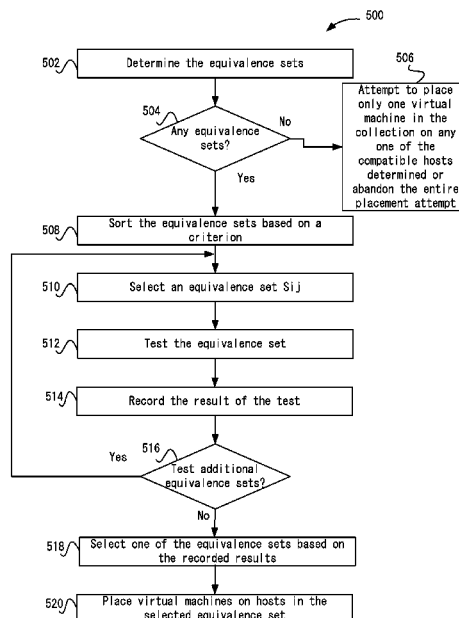 500
502
Determine the equivalence sets
506
Attempt to place
only one virtual
machine in the
collection on any
one of the
compatible hosts
determined or
abandon the entire
placement attempt
504
Any equivalence
sets?
No
Yes
508
Sort the equivalence sets based on a
criterion
510
Select an equivalence set Sij
512
Test the equivalence set
514
Record the result of the test
516
Yes
Test additional
equivalence sets?
No
518
Select one of the equivalence sets based on
the recorded results
520
Place virtual machines on hosts in the
selected equivalence set